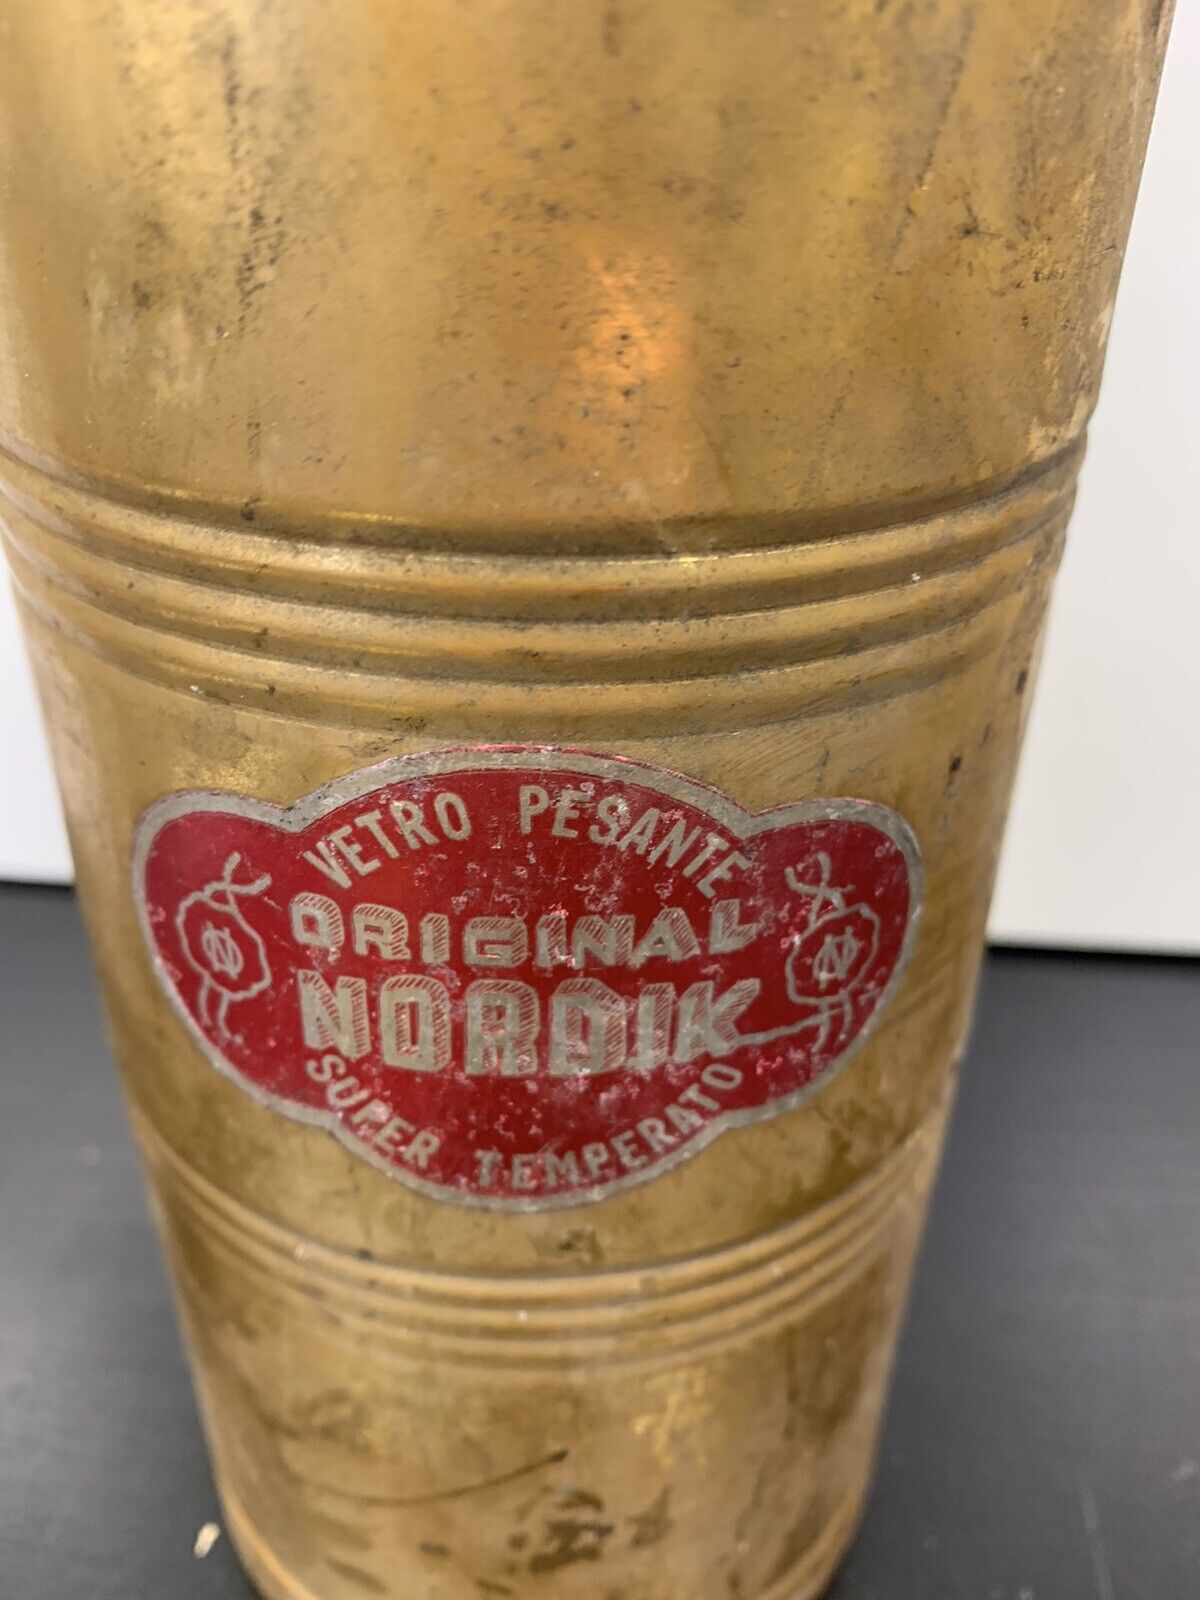 VETRO PESANTE
ORIGINAL
NORDIK
SUPER TEMPERATO